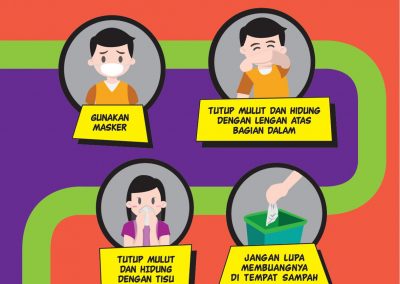 GUNAKAN
MASKER
TUTUP MULUT DAN HIDUNG
DENGAN LENGAN ATAS
BAGIAN DALAM
TUTUP MULUT
DAN HIDUNG
DENGAN TISU
JANGAN LUPA
MEMBUANGNYA
DI TEMPAT SAMPAH